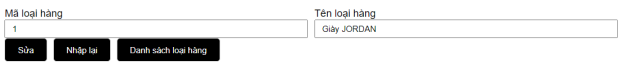 Mã loại hàng Tên loại hàng
1 Giày JORDAN
Sửa Nhập lại Danh sách loại hàng